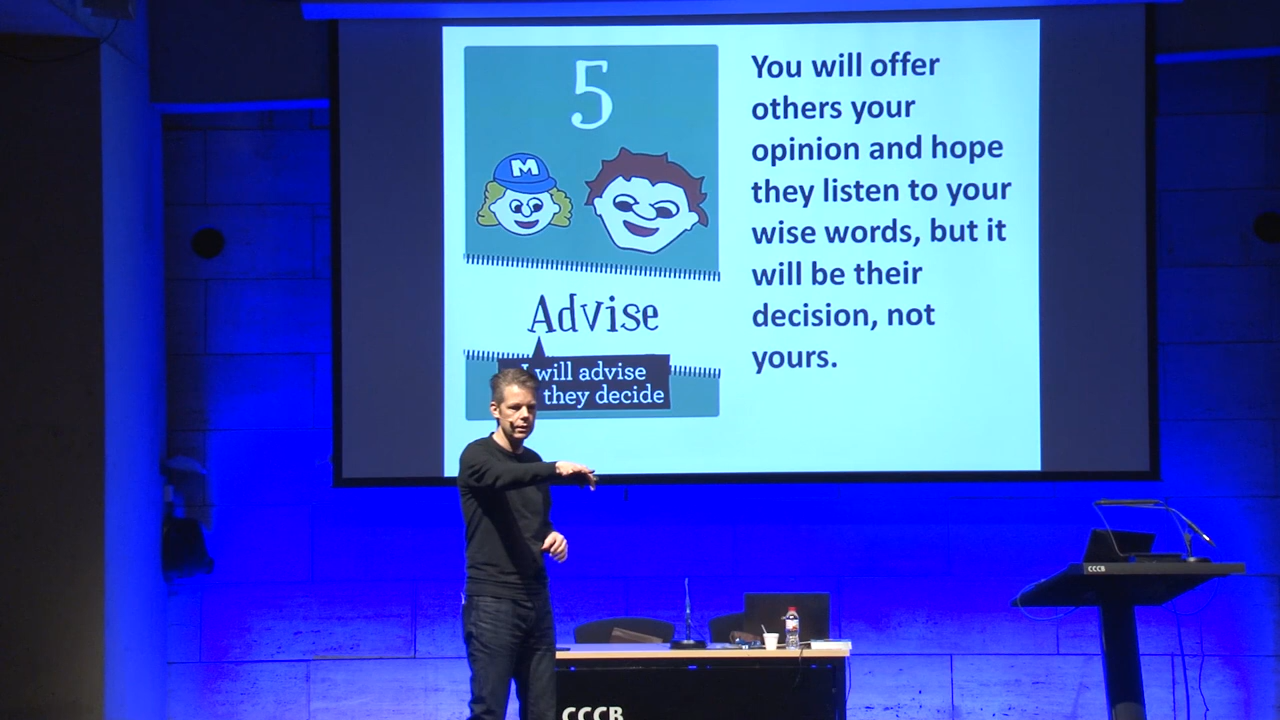 5
M
Advise
I will advise
they decide
You will offer
others your
opinion and hope
they listen to your
wise words, but it
will be their
decision, not
yours.
CCCB
CCCB